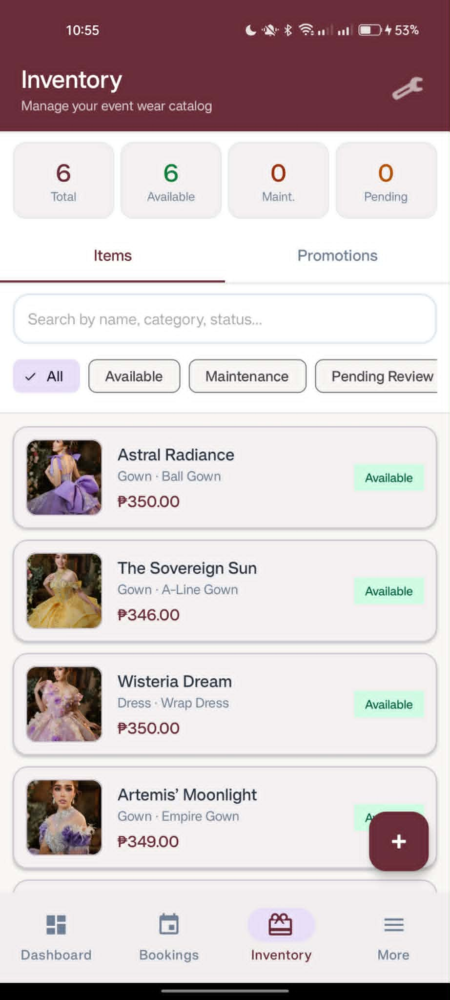 10:55
53%
Inventory
Manage your event wear catalog
6
Total
6
Available
0
Maint.
0
Pending
Items
Promotions
Search by name, category, status...
All
Available
Maintenance
Pending Review
Astral Radiance
Gown · Ball Gown
₱350.00
Available
The Sovereign Sun
Gown · A-Line Gown
₱346.00
Available
Wisteria Dream
Dress · Wrap Dress
₱350.00
Available
Artemis’ Moonlight
Gown · Empire Gown
₱349.00
+
Dashboard
Bookings
Inventory
More